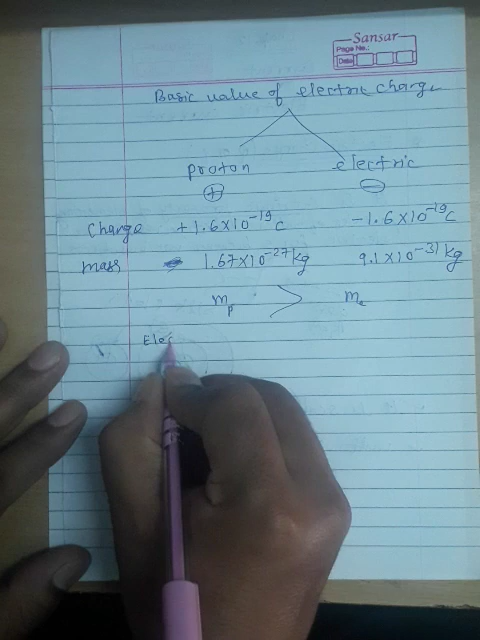 Sansar
Page No.:
Date
Basic value of electric charge
proton electric
+ −
Charge +1.6×10⁻¹⁹c −1.6×10⁻¹⁹c
mass 1.67×10⁻²⁷kg 9.1×10⁻³¹kg
mₚ > mₑ
Elec